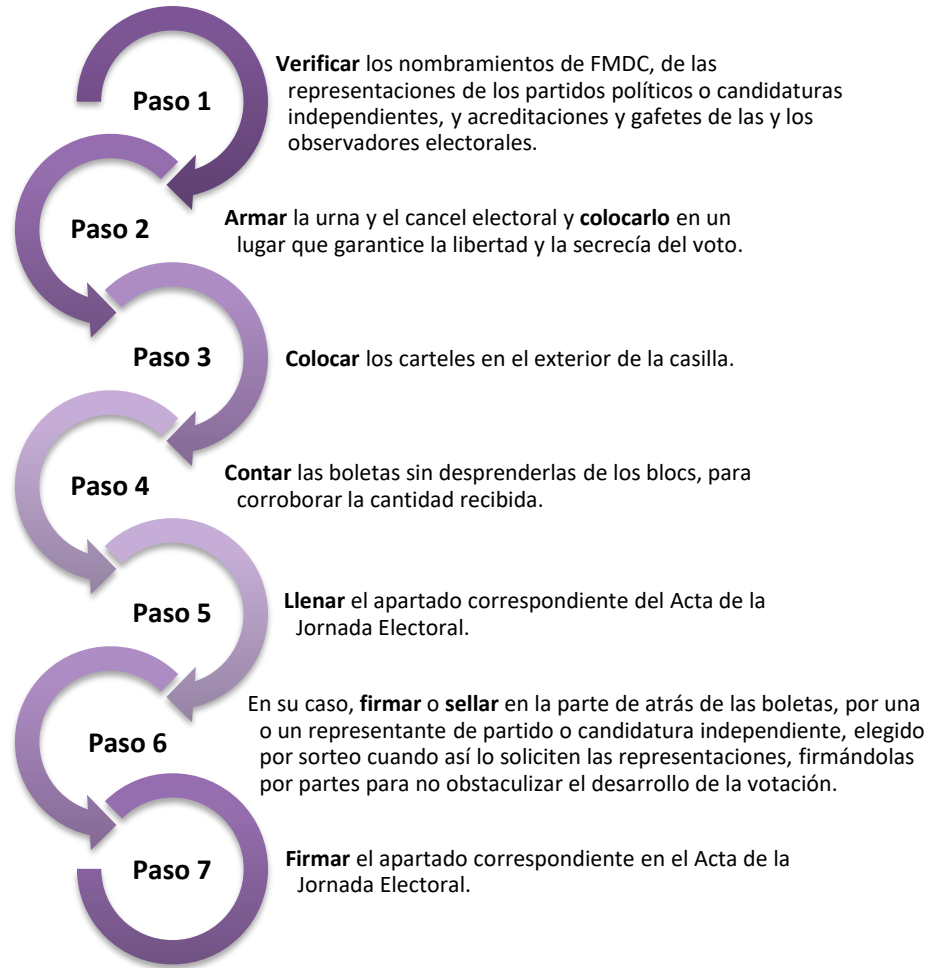 Paso 1
Verificar los nombramientos de FMDC, de las
representaciones de los partidos políticos o candidaturas
independientes, y acreditaciones y gafetes de las y los
observadores electorales.
Paso 2
Armar la urna y el cancel electoral y colocarlo en un
lugar que garantice la libertad y la secrecía del voto.
Paso 3
Colocar los carteles en el exterior de la casilla.
Paso 4
Contar las boletas sin desprenderlas de los blocs, para
corroborar la cantidad recibida.
Paso 5
Llenar el apartado correspondiente del Acta de la
Jornada Electoral.
Paso 6
En su caso, firmar o sellar en la parte de atrás de las boletas, por una
o un representante de partido o candidatura independiente, elegido
por sorteo cuando así lo soliciten las representaciones, firmándolas
por partes para no obstaculizar el desarrollo de la votación.
Paso 7
Firmar el apartado correspondiente en el Acta de la
Jornada Electoral.